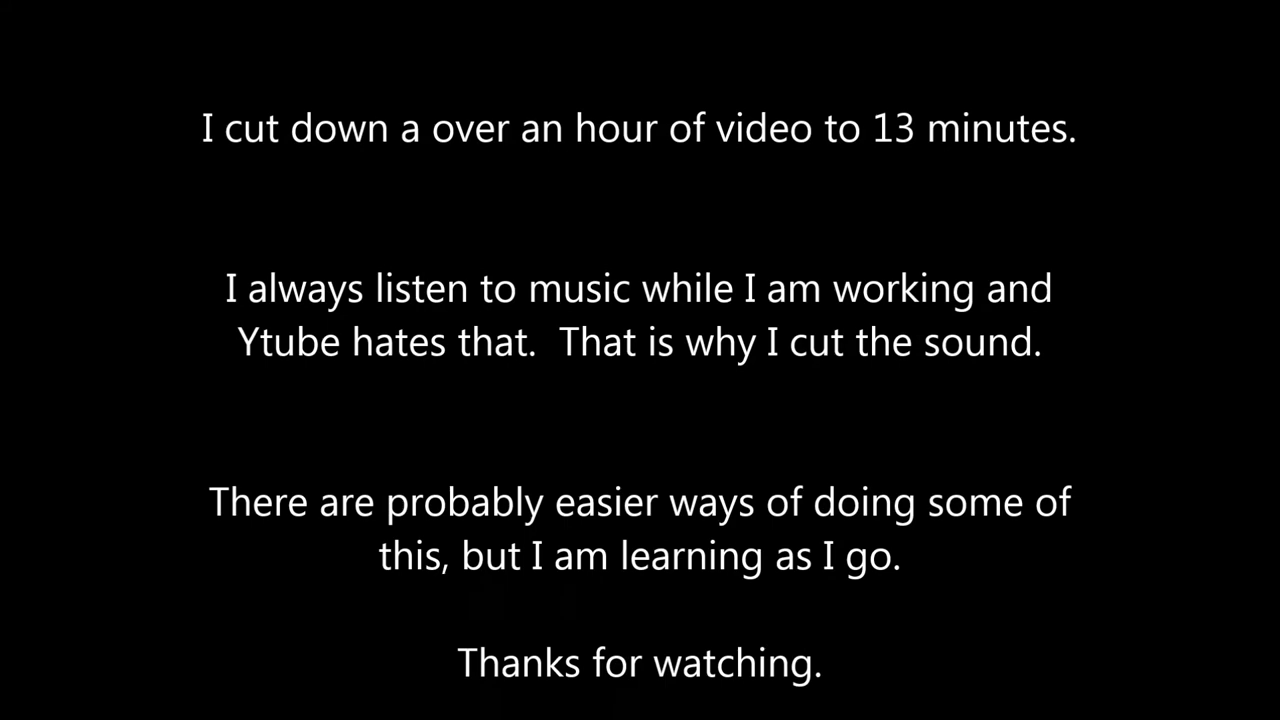 I cut down a over an hour of video to 13 minutes.
I always listen to music while I am working and
Ytube hates that.  That is why I cut the sound.
There are probably easier ways of doing some of
this, but I am learning as I go.
Thanks for watching.